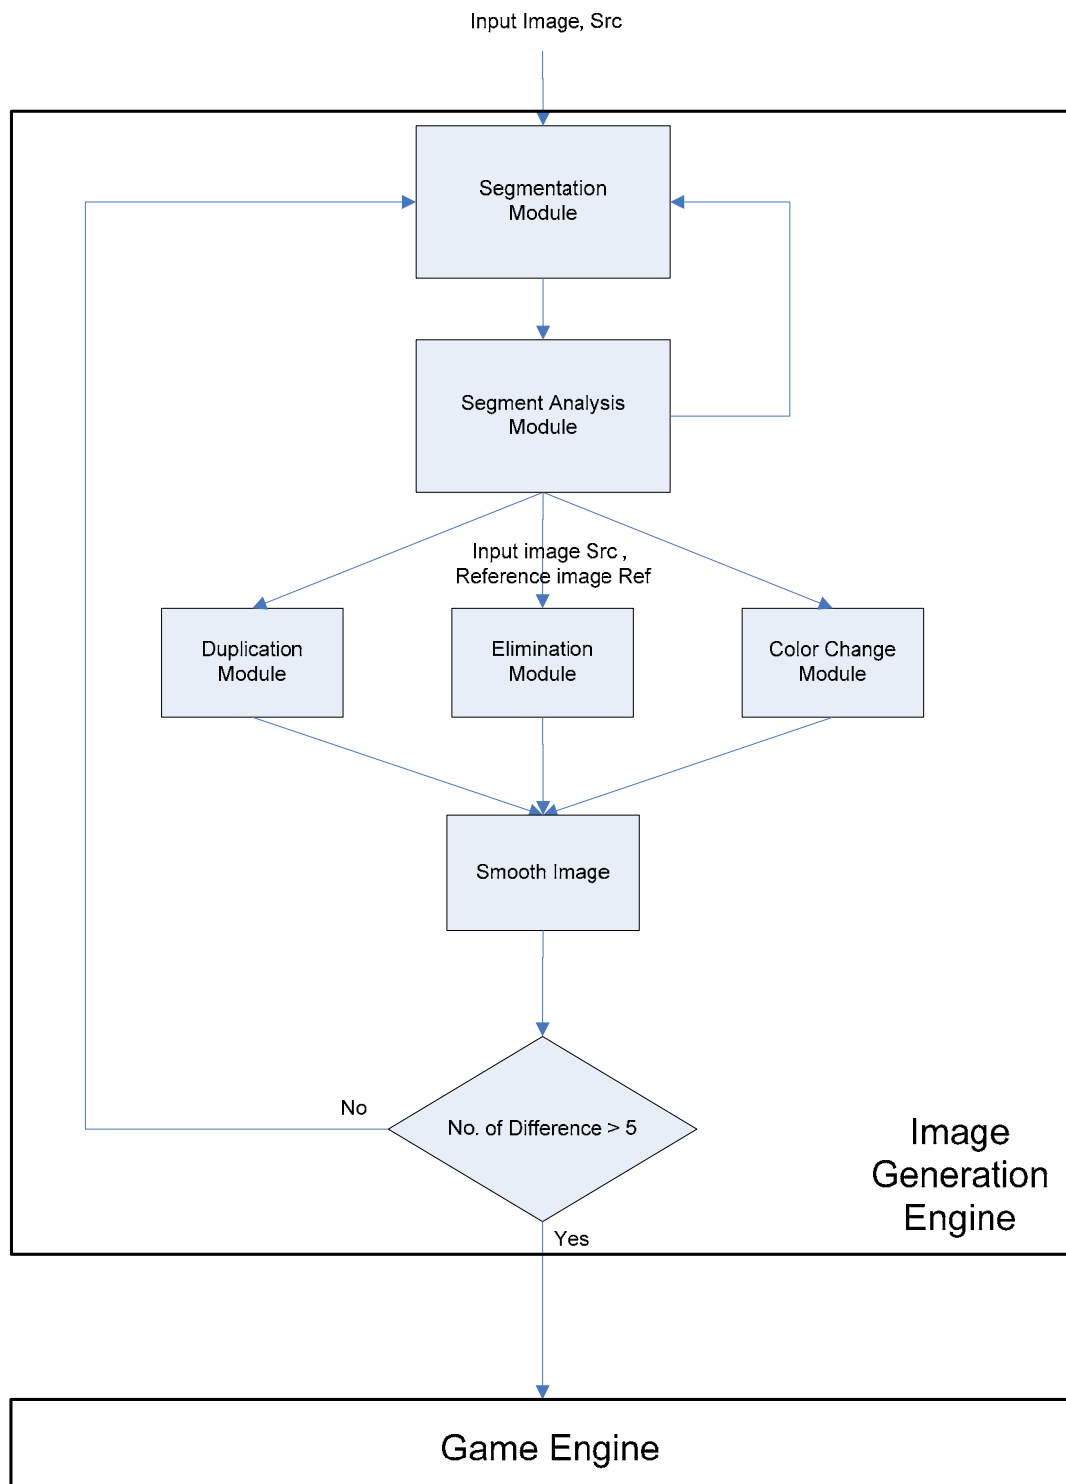 Input Image, Src
Segmentation
Module
Segment Analysis
Module
Input image Src ,
Reference image Ref
Duplication
Module
Elimination
Module
Color Change
Module
Smooth Image
No
No. of Difference > 5
Image
Generation
Engine
Yes
Game Engine